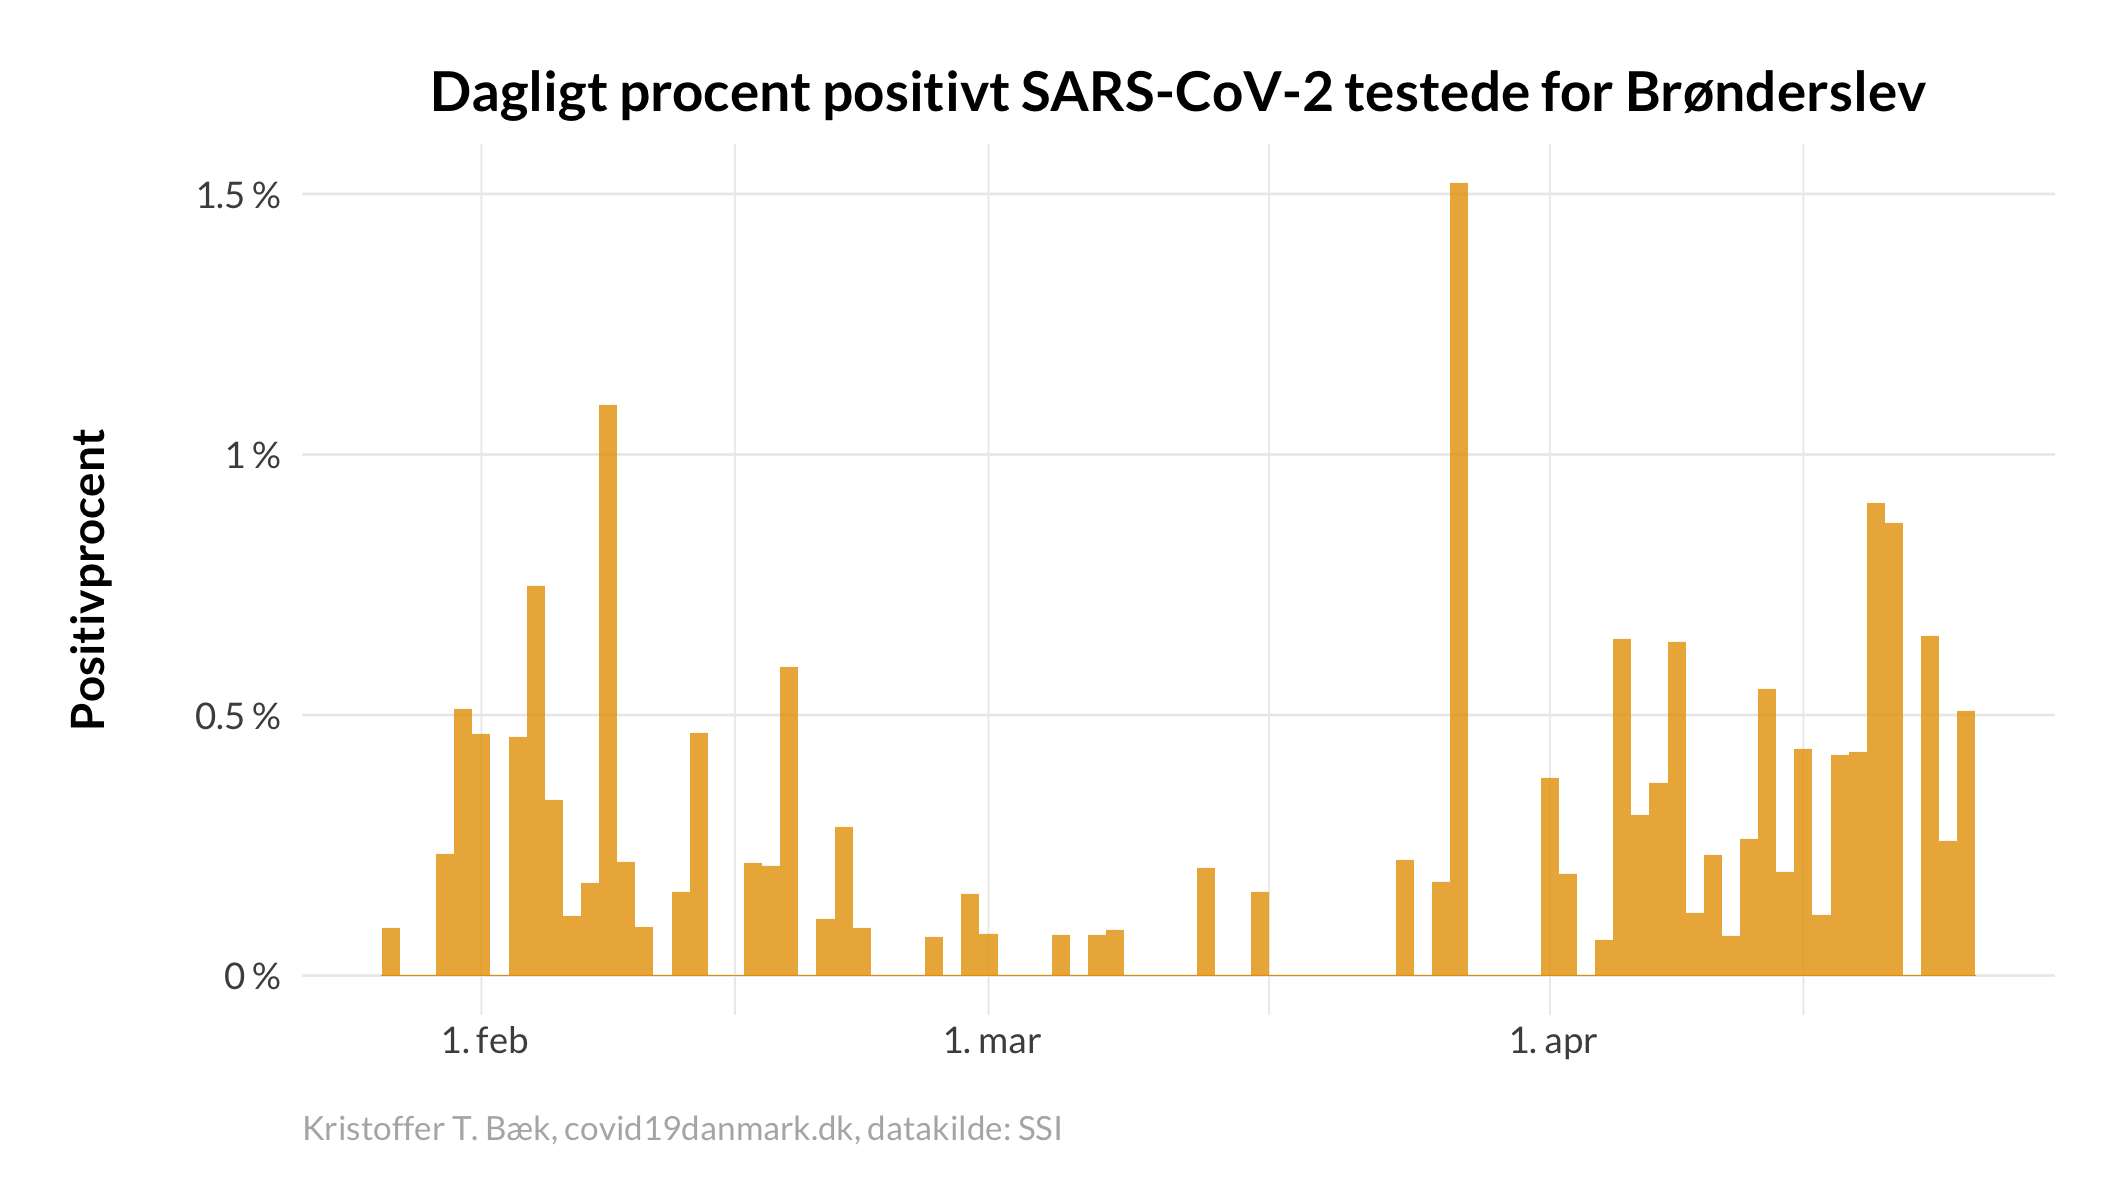 Dagligt procent positivt SARS-CoV-2 testede for Brønderslev
Positivprocent
1.5 %
1 %
0.5 %
0 %
1. feb
1. mar
1. apr
Kristoffer T. Bæk, covid19danmark.dk, datakilde: SSI